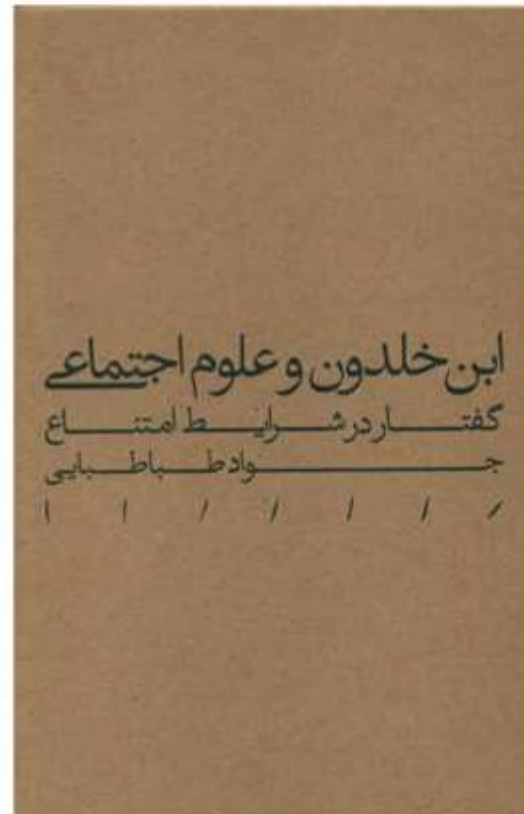 ابن خلدون و علوم اجتماعی
گفتار در شرایط امتناع
جواد طباطبایی